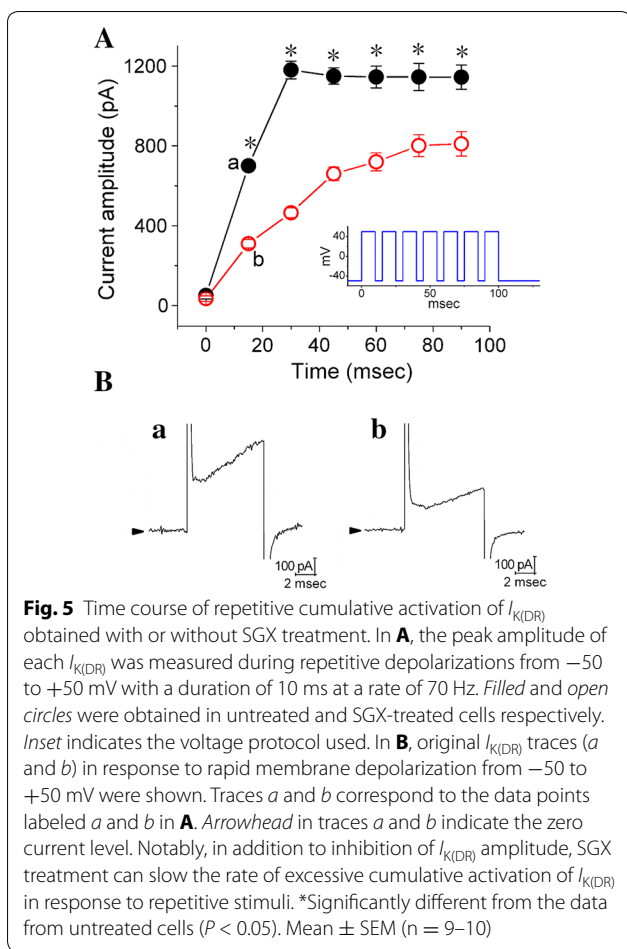 A
1200
800
400
0
Current amplitude (pA)
* * * * * *
a
b
40
0
-40
mV
0 50 100
msec
0 20 40 60 80 100
Time (msec)
B
a b
100 pA 100 pA
2 msec 2 msec
Fig. 5 Time course of repetitive cumulative activation of I_K(DR)
obtained with or without SGX treatment. In A, the peak amplitude of
each I_K(DR) was measured during repetitive depolarizations from −50
to +50 mV with a duration of 10 ms at a rate of 70 Hz. Filled and open
circles were obtained in untreated and SGX-treated cells respectively.
Inset indicates the voltage protocol used. In B, original I_K(DR) traces (a
and b) in response to rapid membrane depolarization from −50 to
+50 mV were shown. Traces a and b correspond to the data points
labeled a and b in A. Arrowhead in traces a and b indicate the zero
current level. Notably, in addition to inhibition of I_K(DR) amplitude, SGX
treatment can slow the rate of excessive cumulative activation of I_K(DR)
in response to repetitive stimuli. *Significantly different from the data
from untreated cells (P < 0.05). Mean ± SEM (n = 9–10)